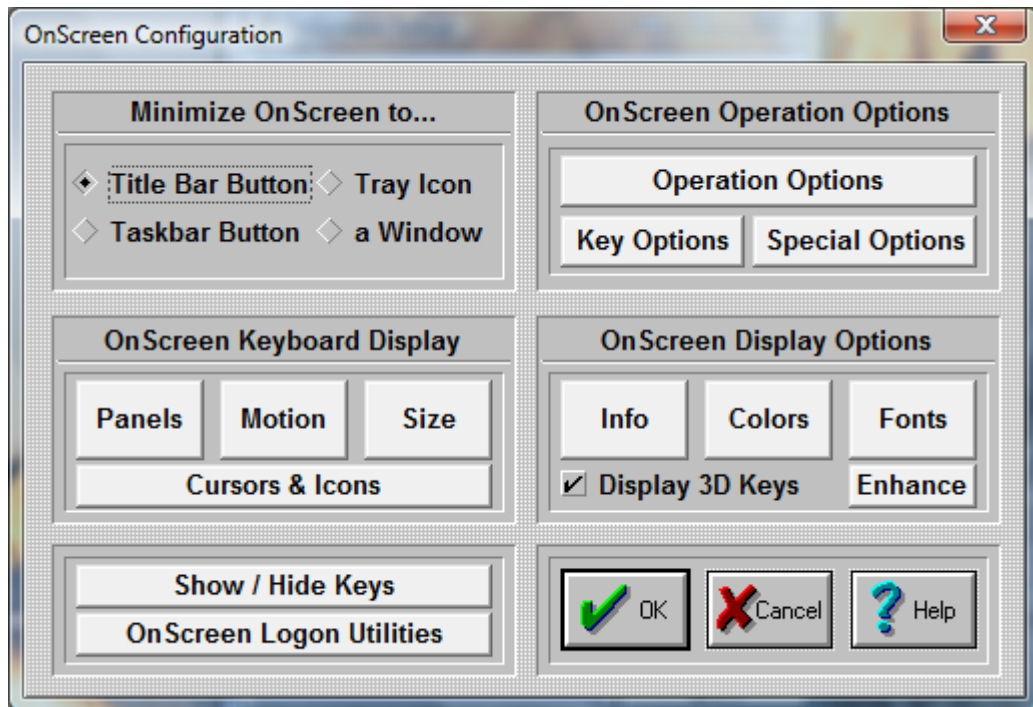 OnScreen Configuration
Minimize OnScreen to...
Title Bar Button
Tray Icon
Taskbar Button
a Window
OnScreen Operation Options
Operation Options
Key Options
Special Options
OnScreen Keyboard Display
Panels
Motion
Size
Cursors & Icons
OnScreen Display Options
Info
Colors
Fonts
Display 3D Keys
Enhance
Show / Hide Keys
OnScreen Logon Utilities
OK
Cancel
Help